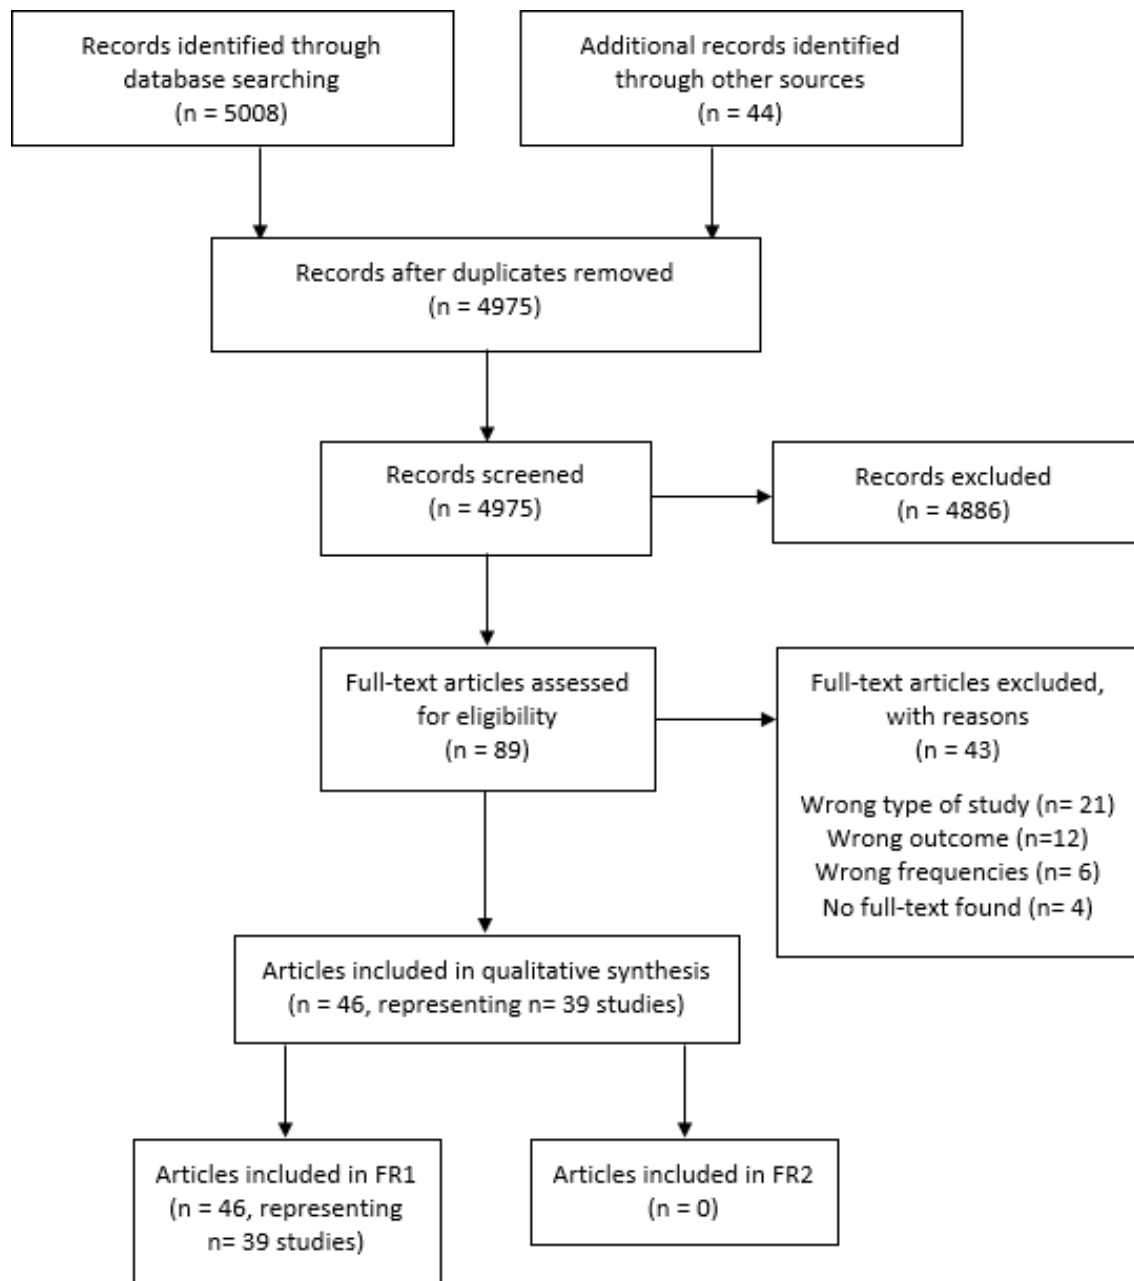 Records identified through
database searching
(n = 5008)
Additional records identified
through other sources
(n = 44)
Records after duplicates removed
(n = 4975)
Records screened
(n = 4975)
Records excluded
(n = 4886)
Full-text articles assessed
for eligibility
(n = 89)
Full-text articles excluded,
with reasons
(n = 43)
Wrong type of study (n= 21)
Wrong outcome (n=12)
Wrong frequencies (n= 6)
No full-text found (n= 4)
Articles included in qualitative synthesis
(n = 46, representing n= 39 studies)
Articles included in FR1
(n = 46, representing
n= 39 studies)
Articles included in FR2
(n = 0)